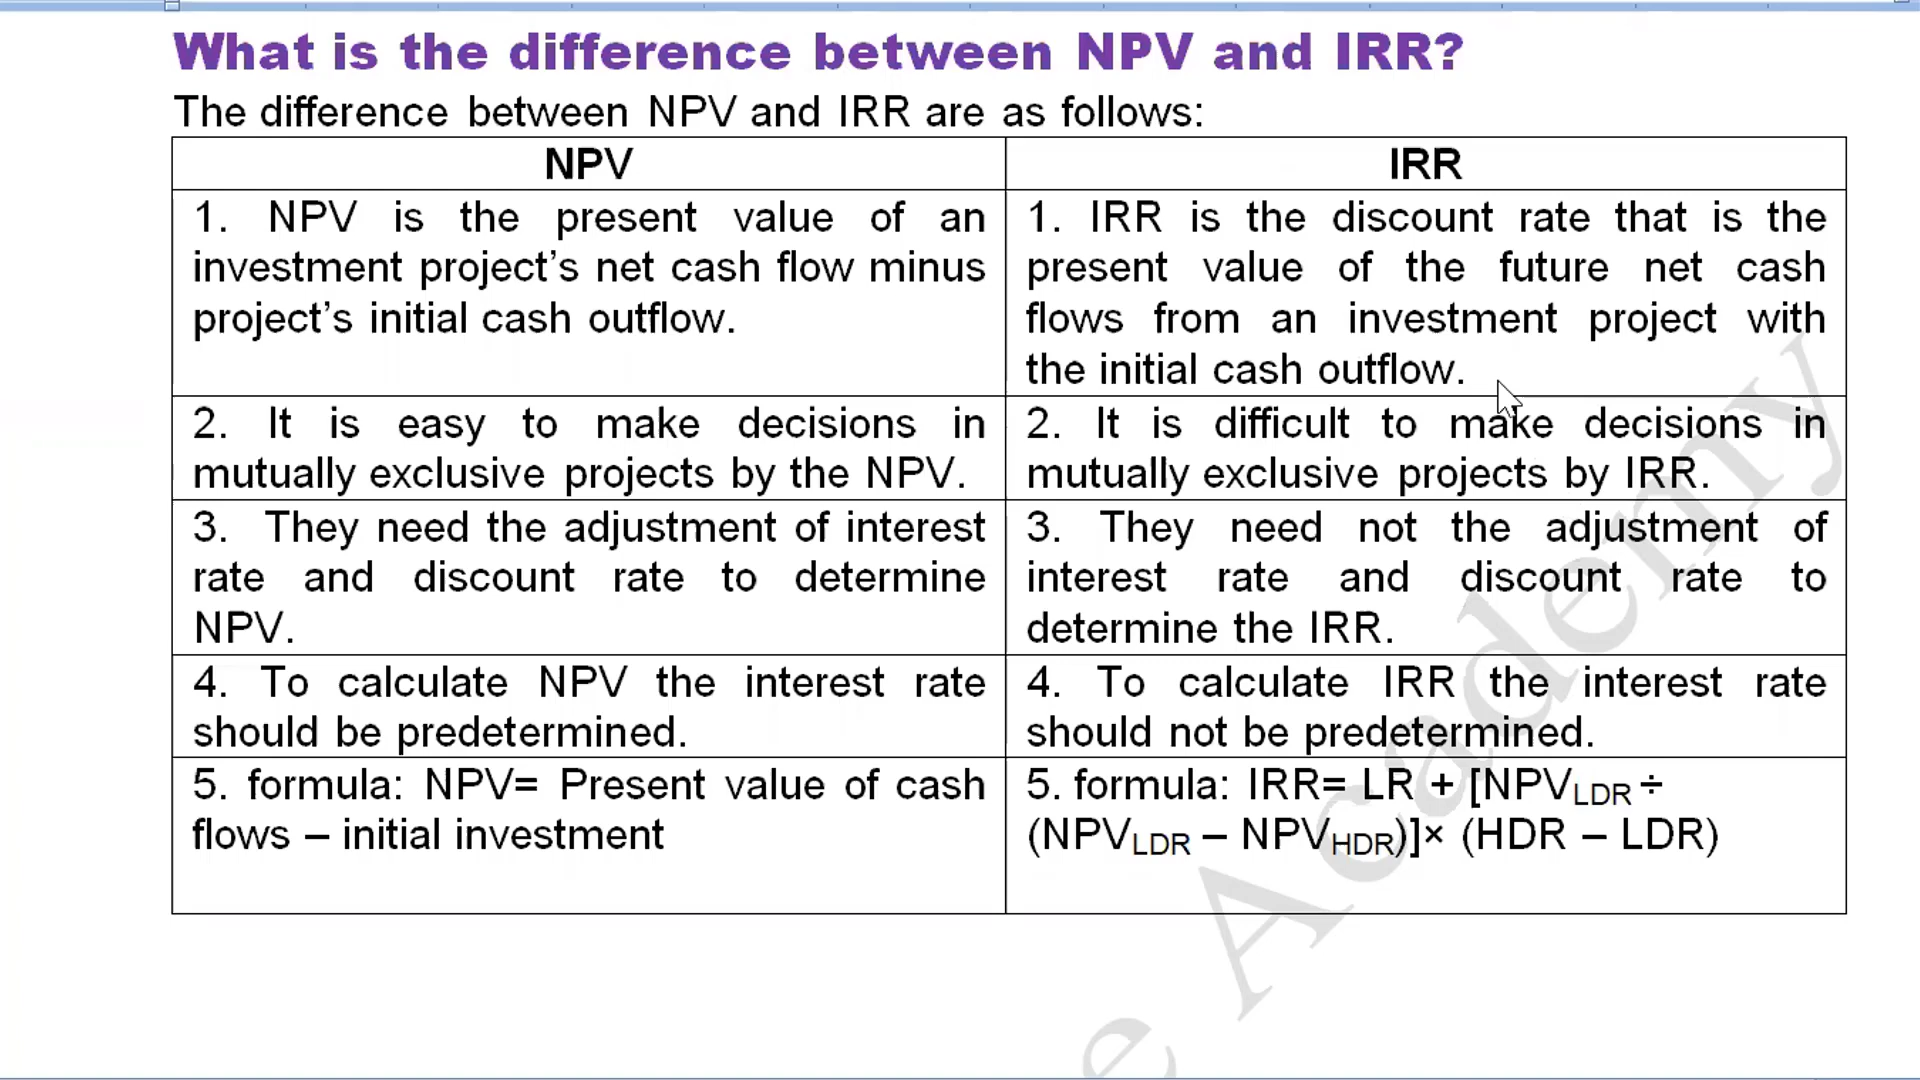 What is the difference between NPV and IRR?
The difference between NPV and IRR are as follows:
NPV
IRR
1. NPV is the present value of an
investment project’s net cash flow minus
project’s initial cash outflow.
1. IRR is the discount rate that is the
present value of the future net cash
flows from an investment project with
the initial cash outflow.
2. It is easy to make decisions in
mutually exclusive projects by the NPV.
2. It is difficult to make decisions in
mutually exclusive projects by IRR.
3. They need the adjustment of interest
rate and discount rate to determine
NPV.
3. They need not the adjustment of
interest rate and discount rate to
determine the IRR.
4. To calculate NPV the interest rate
should be predetermined.
4. To calculate IRR the interest rate
should not be predetermined.
5. formula: NPV= Present value of cash
flows – initial investment
5. formula: IRR= LR + [NPV_LDR ÷
(NPV_LDR – NPV_HDR)]× (HDR – LDR)
e Academy